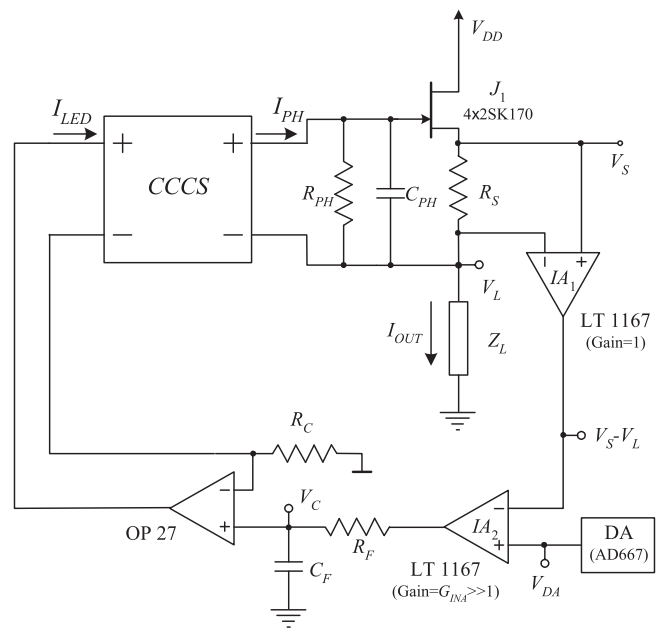 V_DD
J_1
4x2SK170
I_LED
I_PH
+ +
CCCS
− −
R_PH
C_PH
R_S
V_S
− +
IA_1
LT 1167
(Gain=1)
V_L
I_OUT
Z_L
R_C
V_S-V_L
−
+
OP 27
V_C
R_F
C_F
−
+
IA_2
LT 1167
(Gain=G_INA>>1)
DA
(AD667)
V_DA